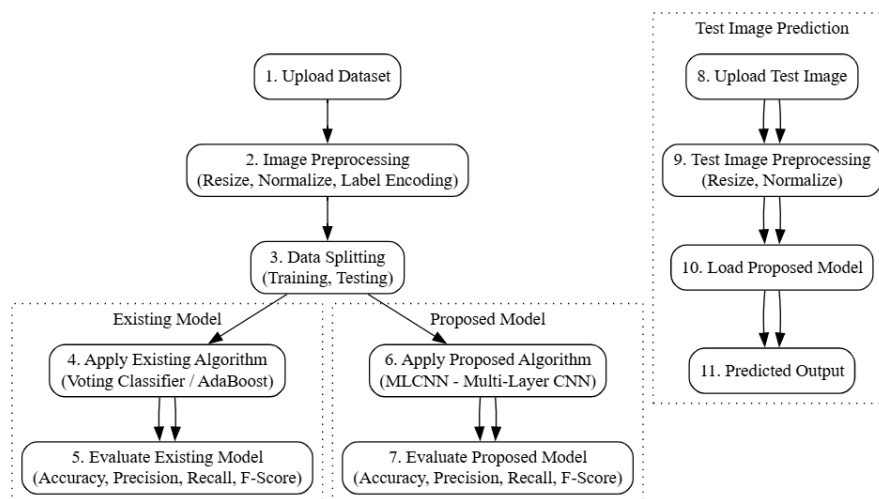 1. Upload Dataset
2. Image Preprocessing
(Resize, Normalize, Label Encoding)
3. Data Splitting
(Training, Testing)
Existing Model
4. Apply Existing Algorithm
(Voting Classifier / AdaBoost)
5. Evaluate Existing Model
(Accuracy, Precision, Recall, F-Score)
Proposed Model
6. Apply Proposed Algorithm
(MLCNN - Multi-Layer CNN)
7. Evaluate Proposed Model
(Accuracy, Precision, Recall, F-Score)
Test Image Prediction
8. Upload Test Image
9. Test Image Preprocessing
(Resize, Normalize)
10. Load Proposed Model
11. Predicted Output